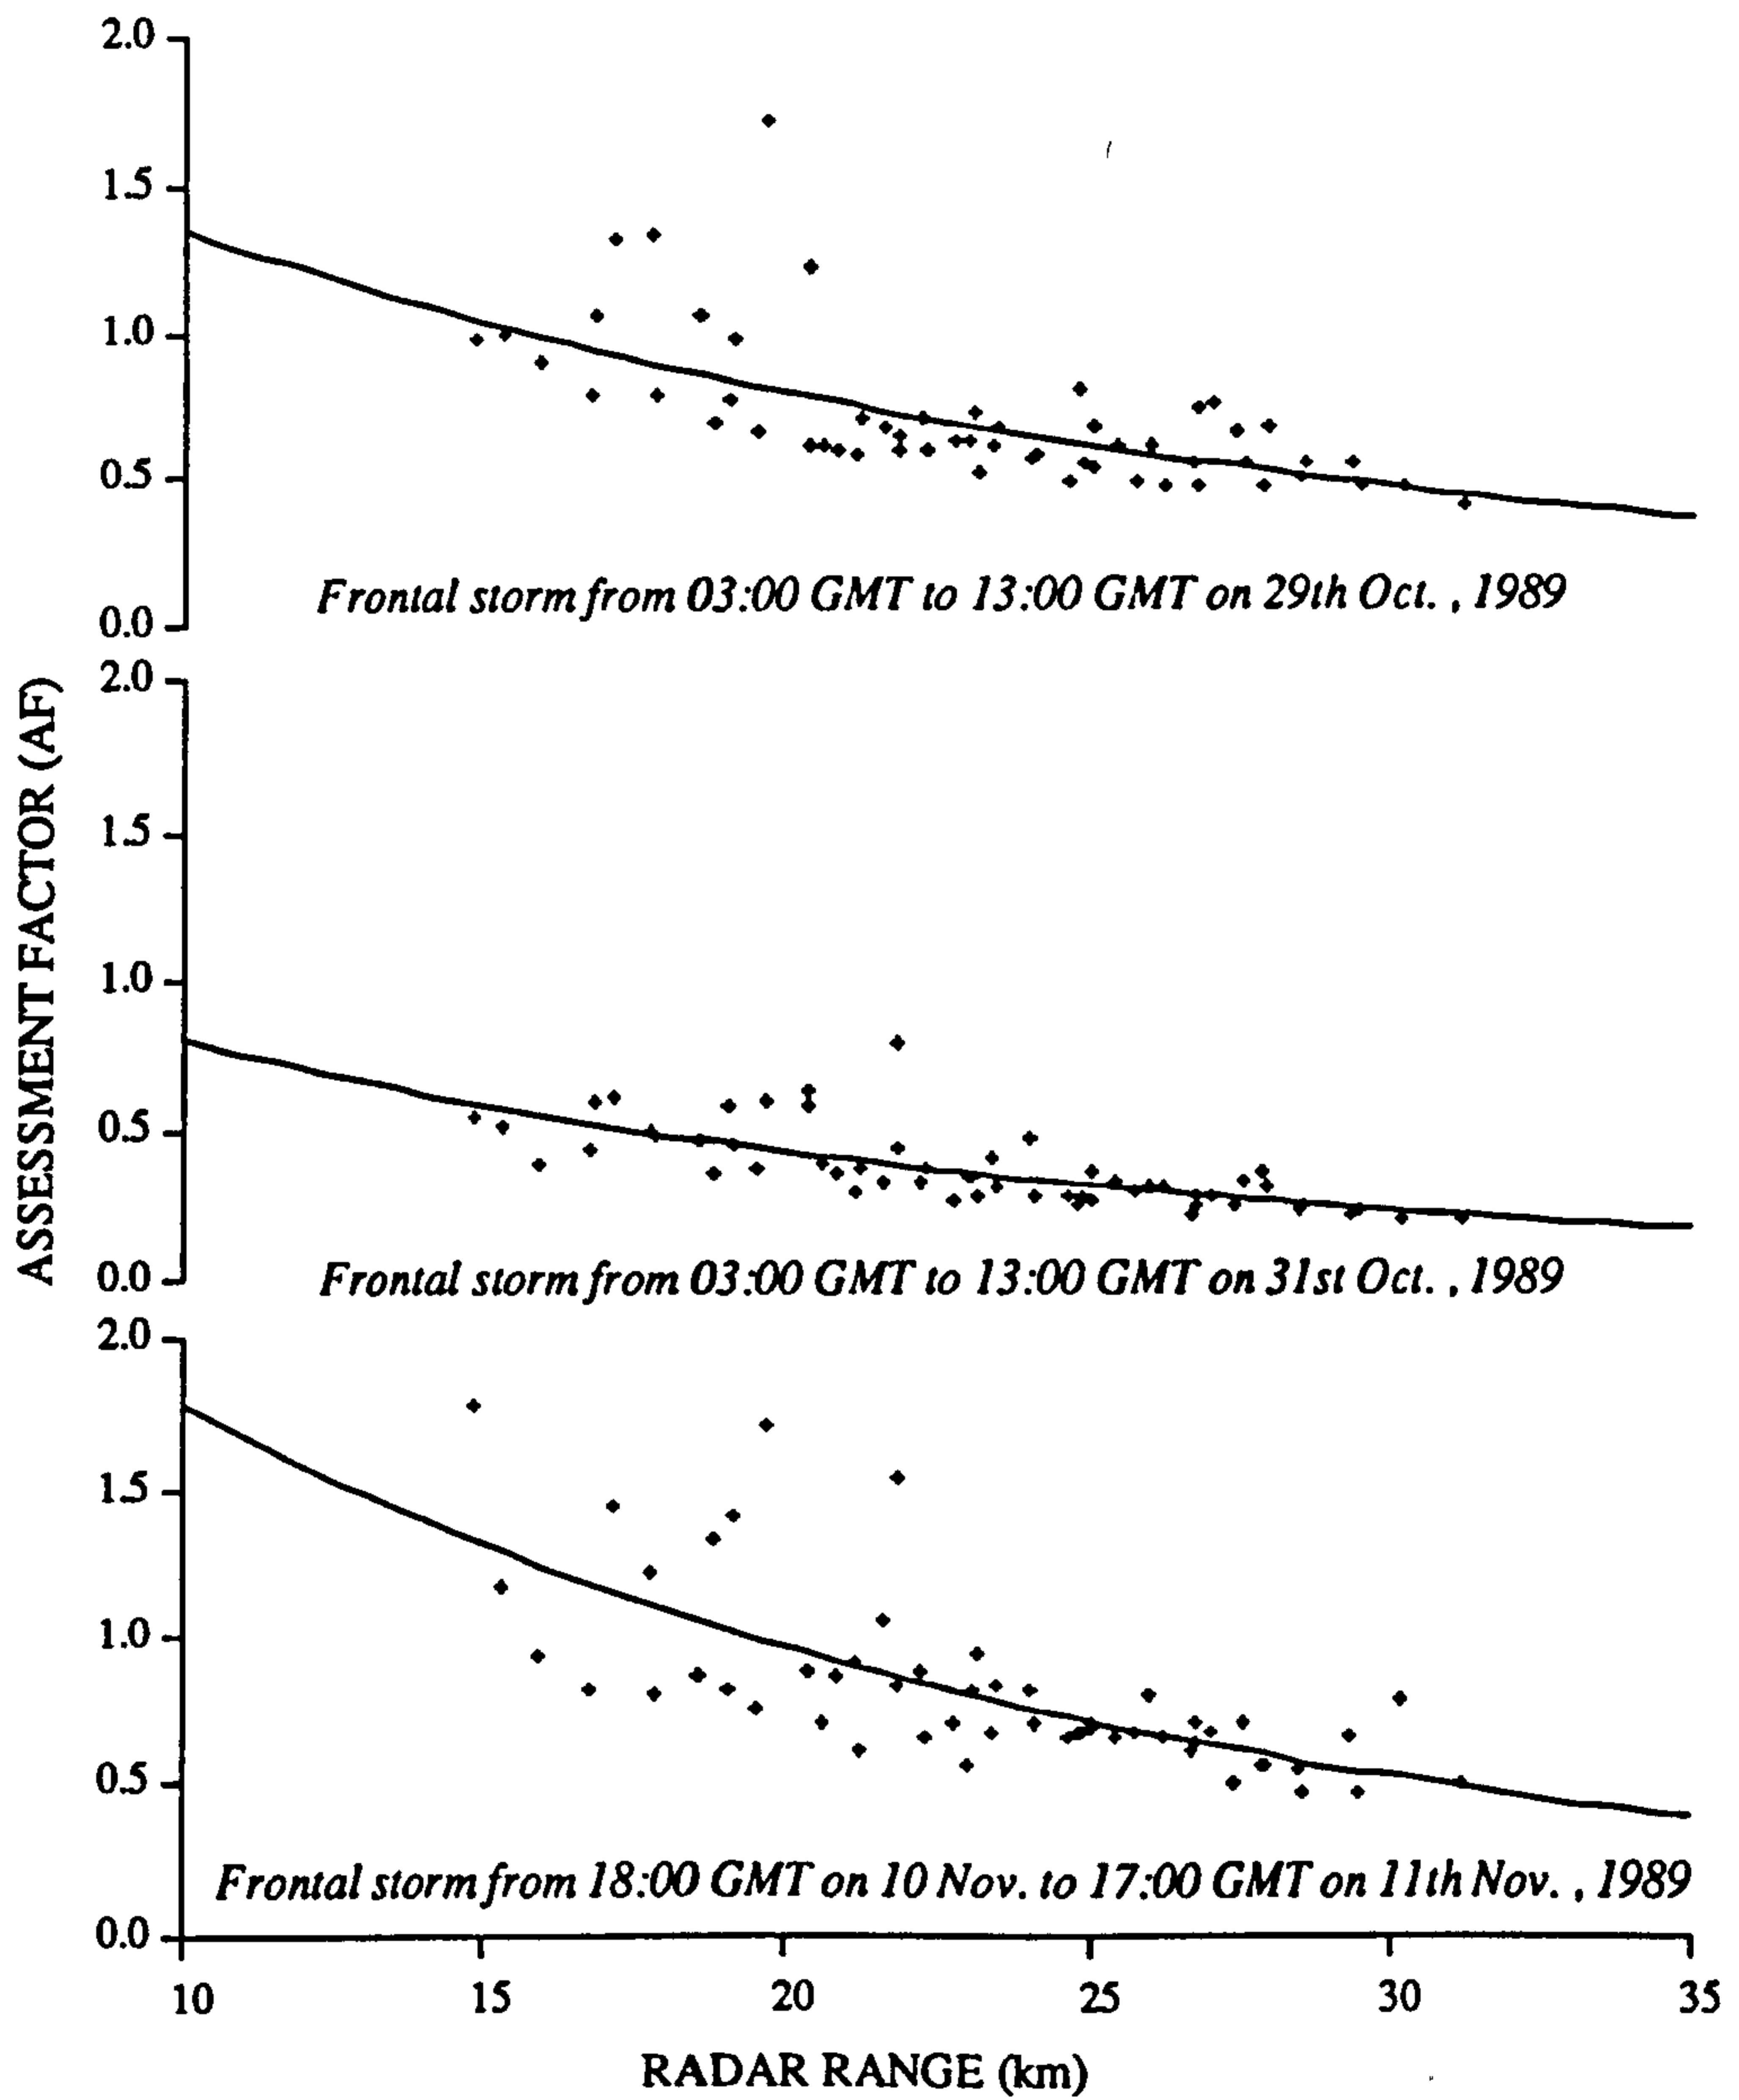 2.0
1.5
1.0
0.5
0.0
Frontal storm from 03:00 GMT to 13:00 GMT on 29th Oct. , 1989
ASSESSMENT FACTOR (AF)
2.0
1.5
1.0
0.5
0.0
Frontal storm from 03:00 GMT to 13:00 GMT on 31st Oct. , 1989
2.0
1.5
1.0
0.5
0.0
Frontal storm from 18:00 GMT on 10 Nov. to 17:00 GMT on 11th Nov. , 1989
10 15 20 25 30 35
RADAR RANGE (km)